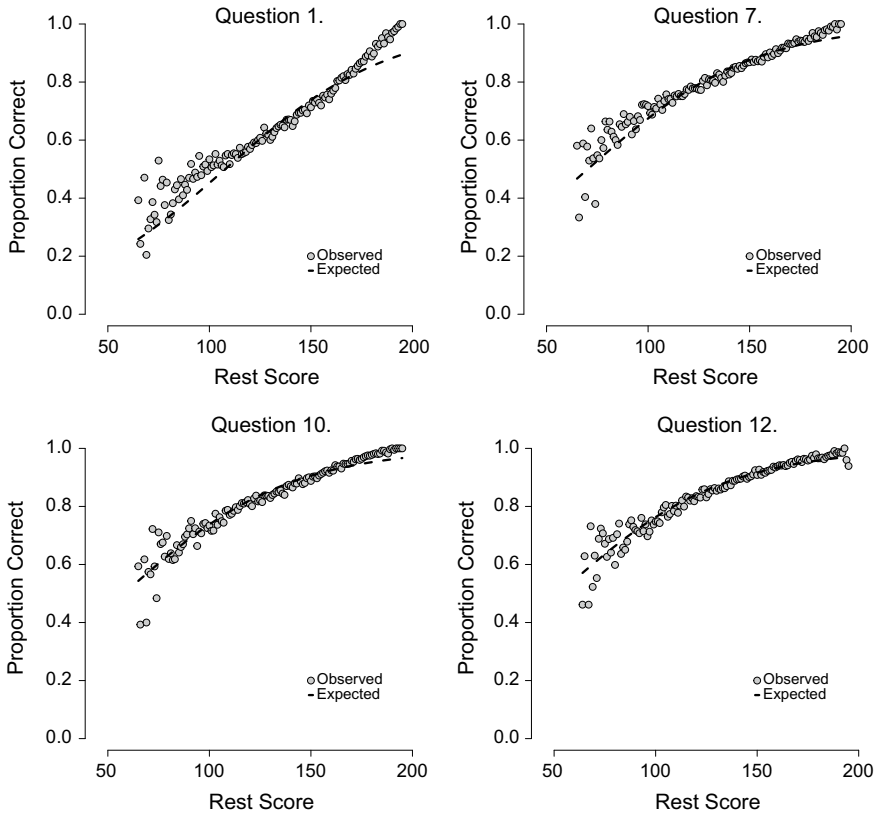 Question 1.
1.0
0.8
0.6
0.4
0.2
0.0
Proportion Correct
Observed
Expected
50 100 150 200
Rest Score
Question 7.
1.0
0.8
0.6
0.4
0.2
0.0
Proportion Correct
Observed
Expected
50 100 150 200
Rest Score
Question 10.
1.0
0.8
0.6
0.4
0.2
0.0
Proportion Correct
Observed
Expected
50 100 150 200
Rest Score
Question 12.
1.0
0.8
0.6
0.4
0.2
0.0
Proportion Correct
Observed
Expected
50 100 150 200
Rest Score